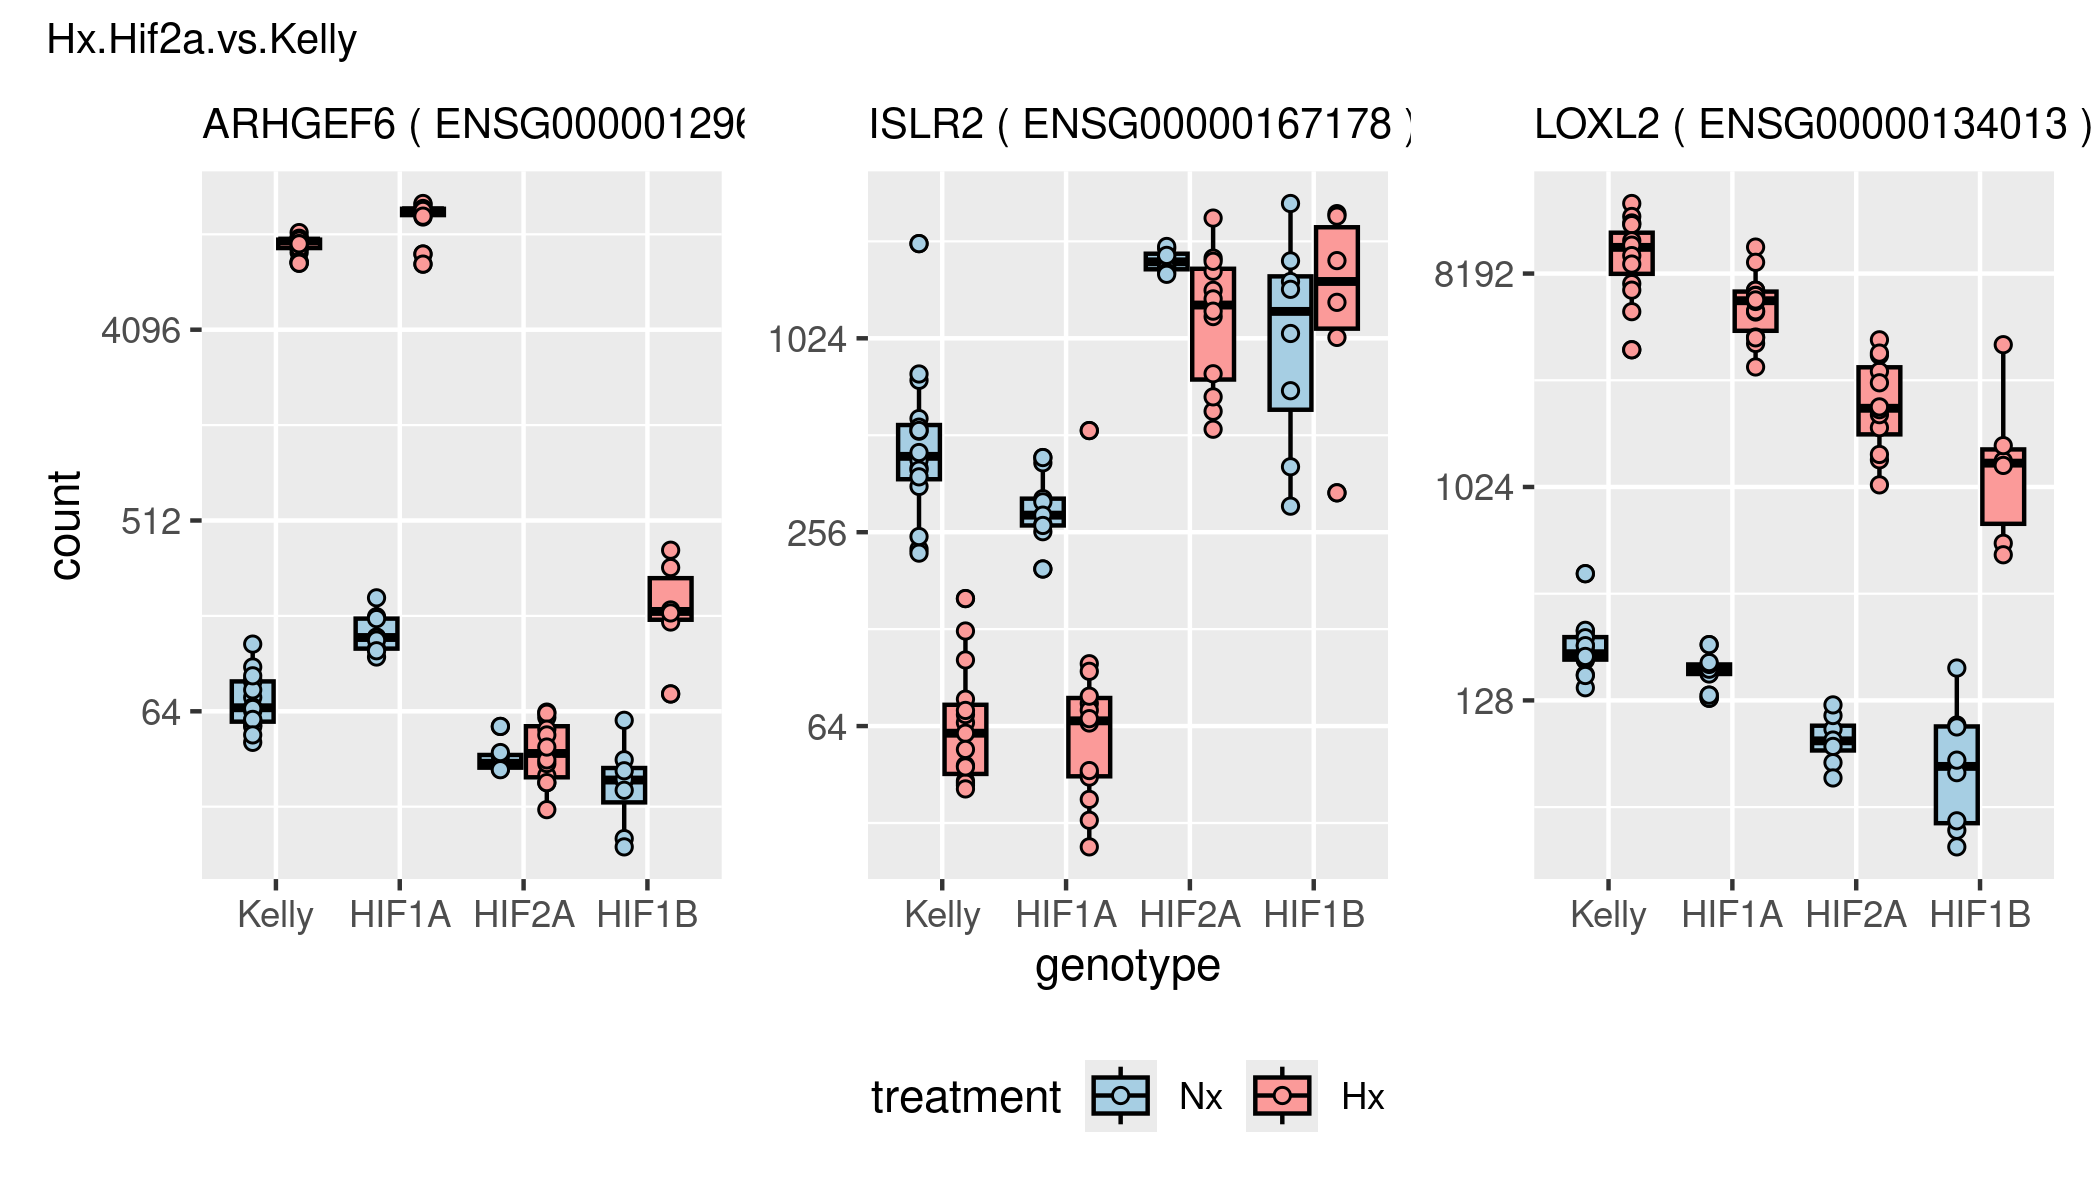 Hx.Hif2a.vs.Kelly
ARHGEF6 ( ENSG00000129
ISLR2 ( ENSG00000167178 )
LOXL2 ( ENSG00000134013 )
count
4096
512
64
1024
256
64
8192
1024
128
Kelly HIF1A HIF2A HIF1B
Kelly HIF1A HIF2A HIF1B
Kelly HIF1A HIF2A HIF1B
genotype
treatment Nx Hx